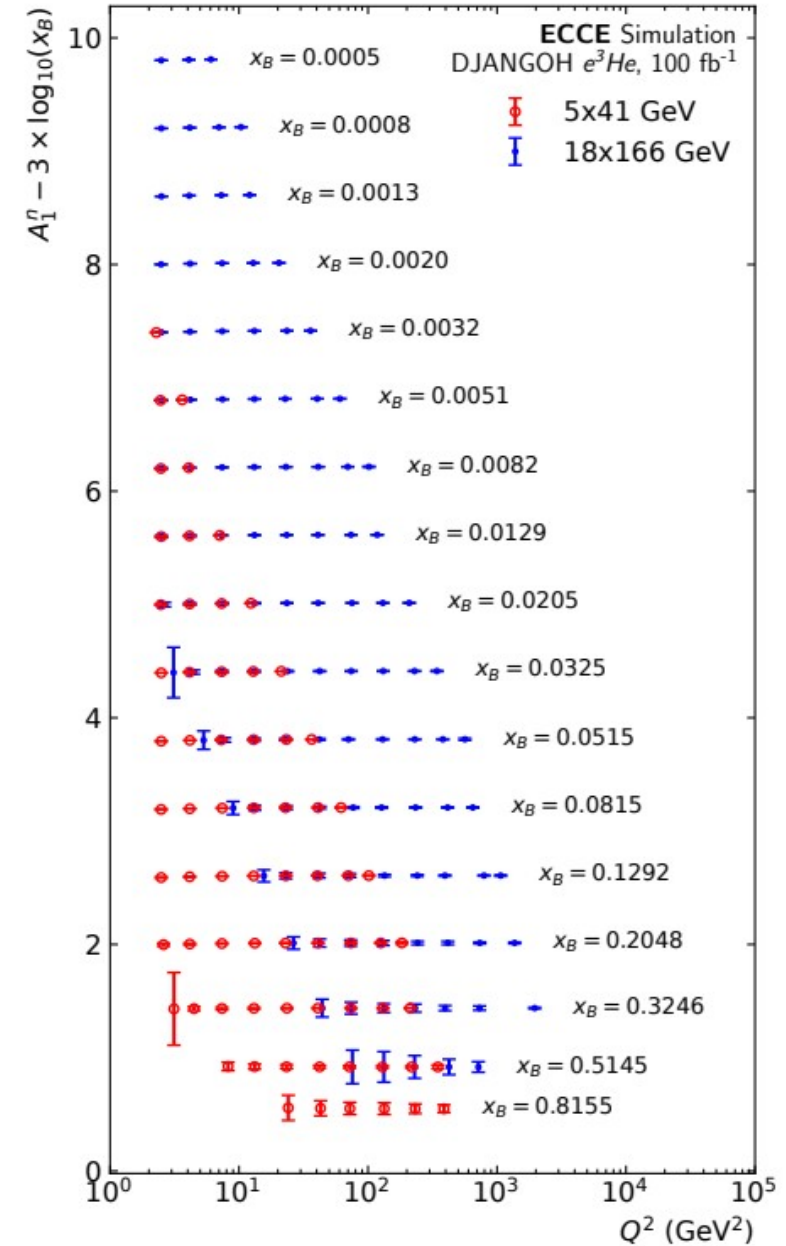 ECCE Simulation
DJANGOH e³He, 100 fb⁻¹
5x41 GeV
18x166 GeV
A₁ⁿ − 3 × log₁₀(x_B)
10
8
6
4
2
0
x_B = 0.0005
x_B = 0.0008
x_B = 0.0013
x_B = 0.0020
x_B = 0.0032
x_B = 0.0051
x_B = 0.0082
x_B = 0.0129
x_B = 0.0205
x_B = 0.0325
x_B = 0.0515
x_B = 0.0815
x_B = 0.1292
x_B = 0.2048
x_B = 0.3246
x_B = 0.5145
x_B = 0.8155
10⁰ 10¹ 10² 10³ 10⁴ 10⁵
Q² (GeV²)